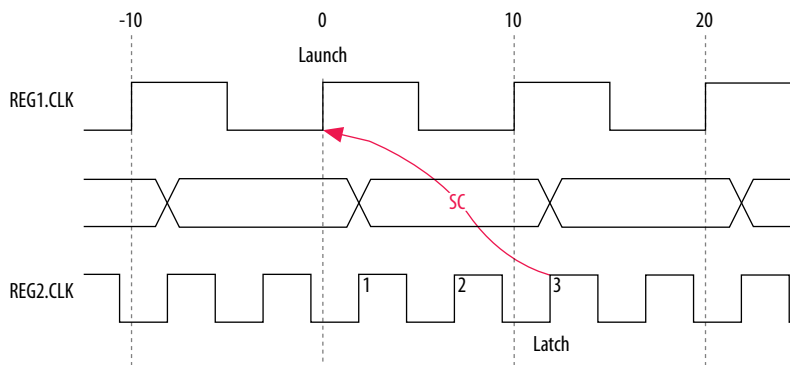 -10 0 10 20
Launch
REG1.CLK
SC
REG2.CLK 1 2 3
Latch